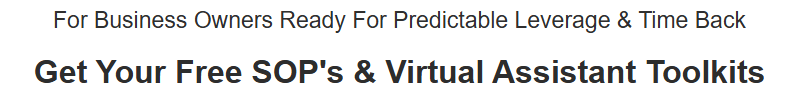 For Business Owners Ready For Predictable Leverage & Time Back
Get Your Free SOP's & Virtual Assistant Toolkits